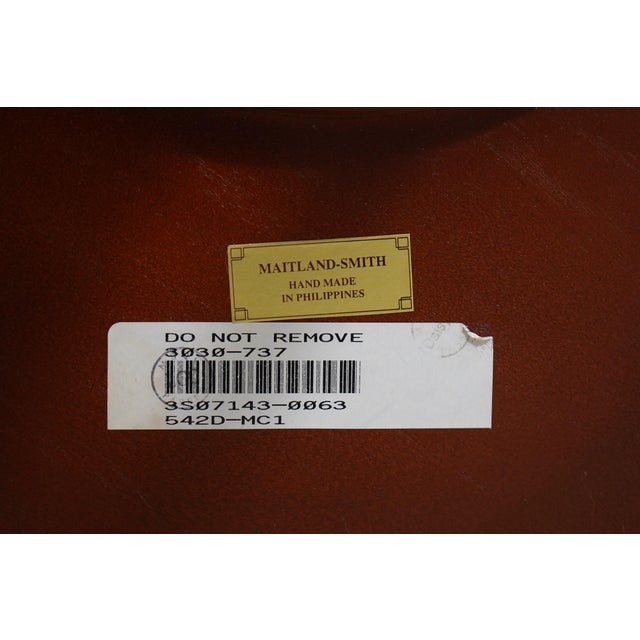 MAITLAND-SMITH
HAND MADE
IN PHILIPPINES
DO NOT REMOVE
3030-737
3S07143-0063
542D-MC1